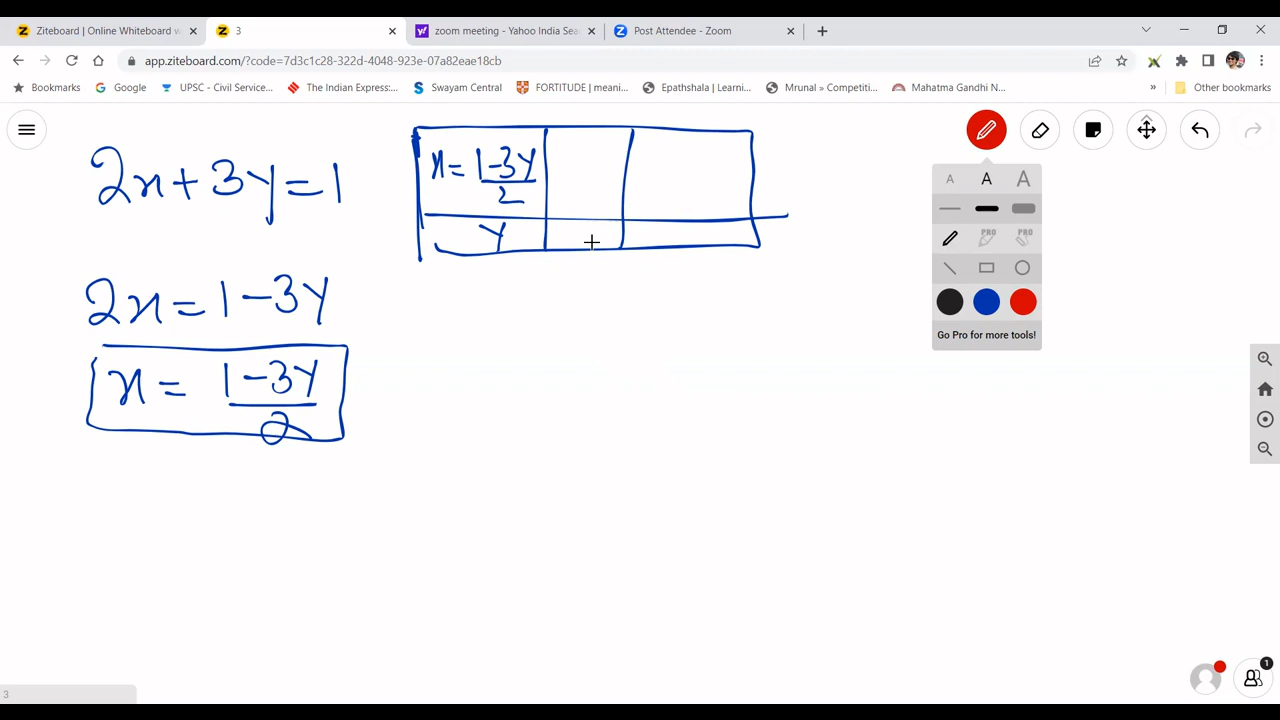 Ziteboard | Online Whiteboard w
3
zoom meeting - Yahoo India Sea
Post Attendee - Zoom
app.ziteboard.com/?code=7d3c1c28-322d-4048-923e-07a82eae18cb
Bookmarks
Google
UPSC - Civil Service...
The Indian Express:...
Swayam Central
FORTITUDE | meani...
Epathshala | Learni...
Mrunal » Competiti...
Mahatma Gandhi N...
»
Other bookmarks
2x+3y=1
x= 1-3y
2
y
2x=1-3y
x= 1-3y
2
A A A
PRO PRO
Go Pro for more tools!
3
1